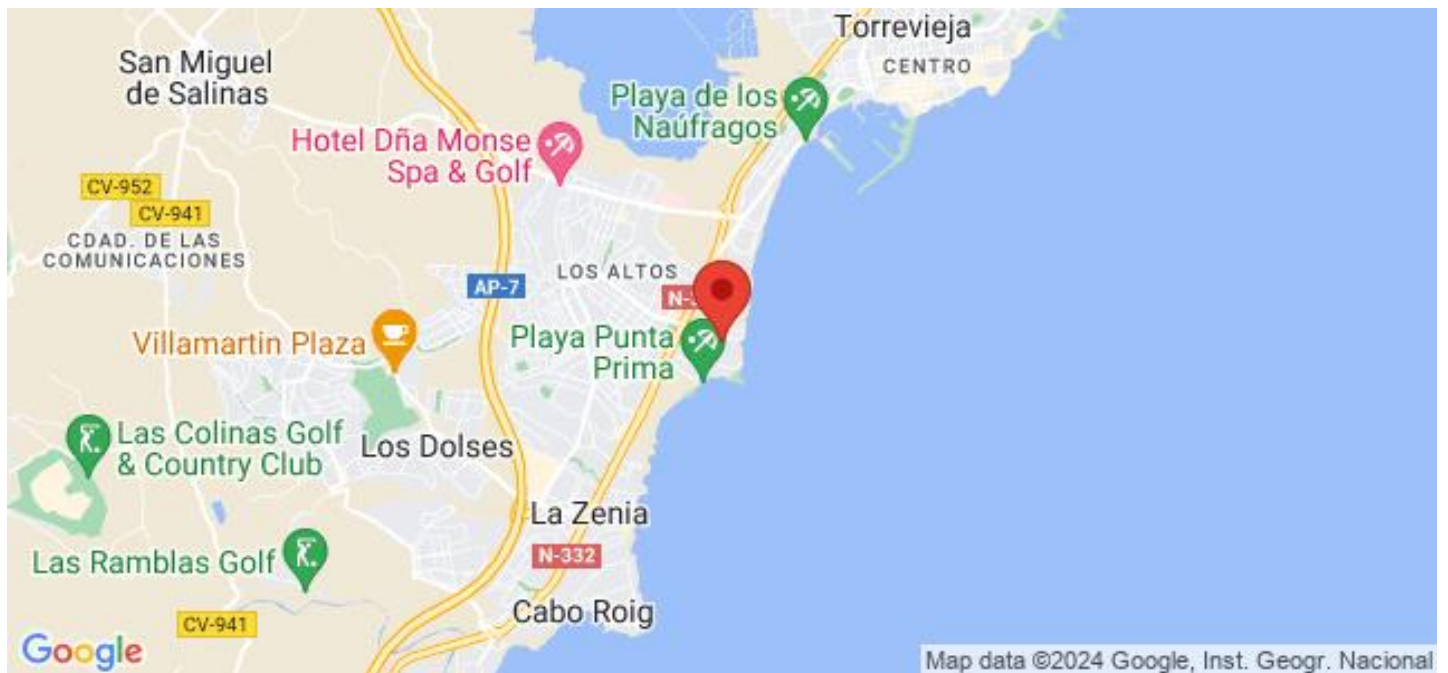 Torrevieja
CENTRO
San Miguel
de Salinas
Playa de los
Naúfragos
Hotel Dña Monse
Spa & Golf
CV-952
CV-941
CDAD. DE LAS
COMUNICACIONES
LOS ALTOS
AP-7
N-3
Villamartin Plaza
Playa Punta
Prima
Las Colinas Golf
& Country Club
Los Dolses
La Zenia
Las Ramblas Golf
N-332
Cabo Roig
CV-941
Google
Map data ©2024 Google, Inst. Geogr. Nacional